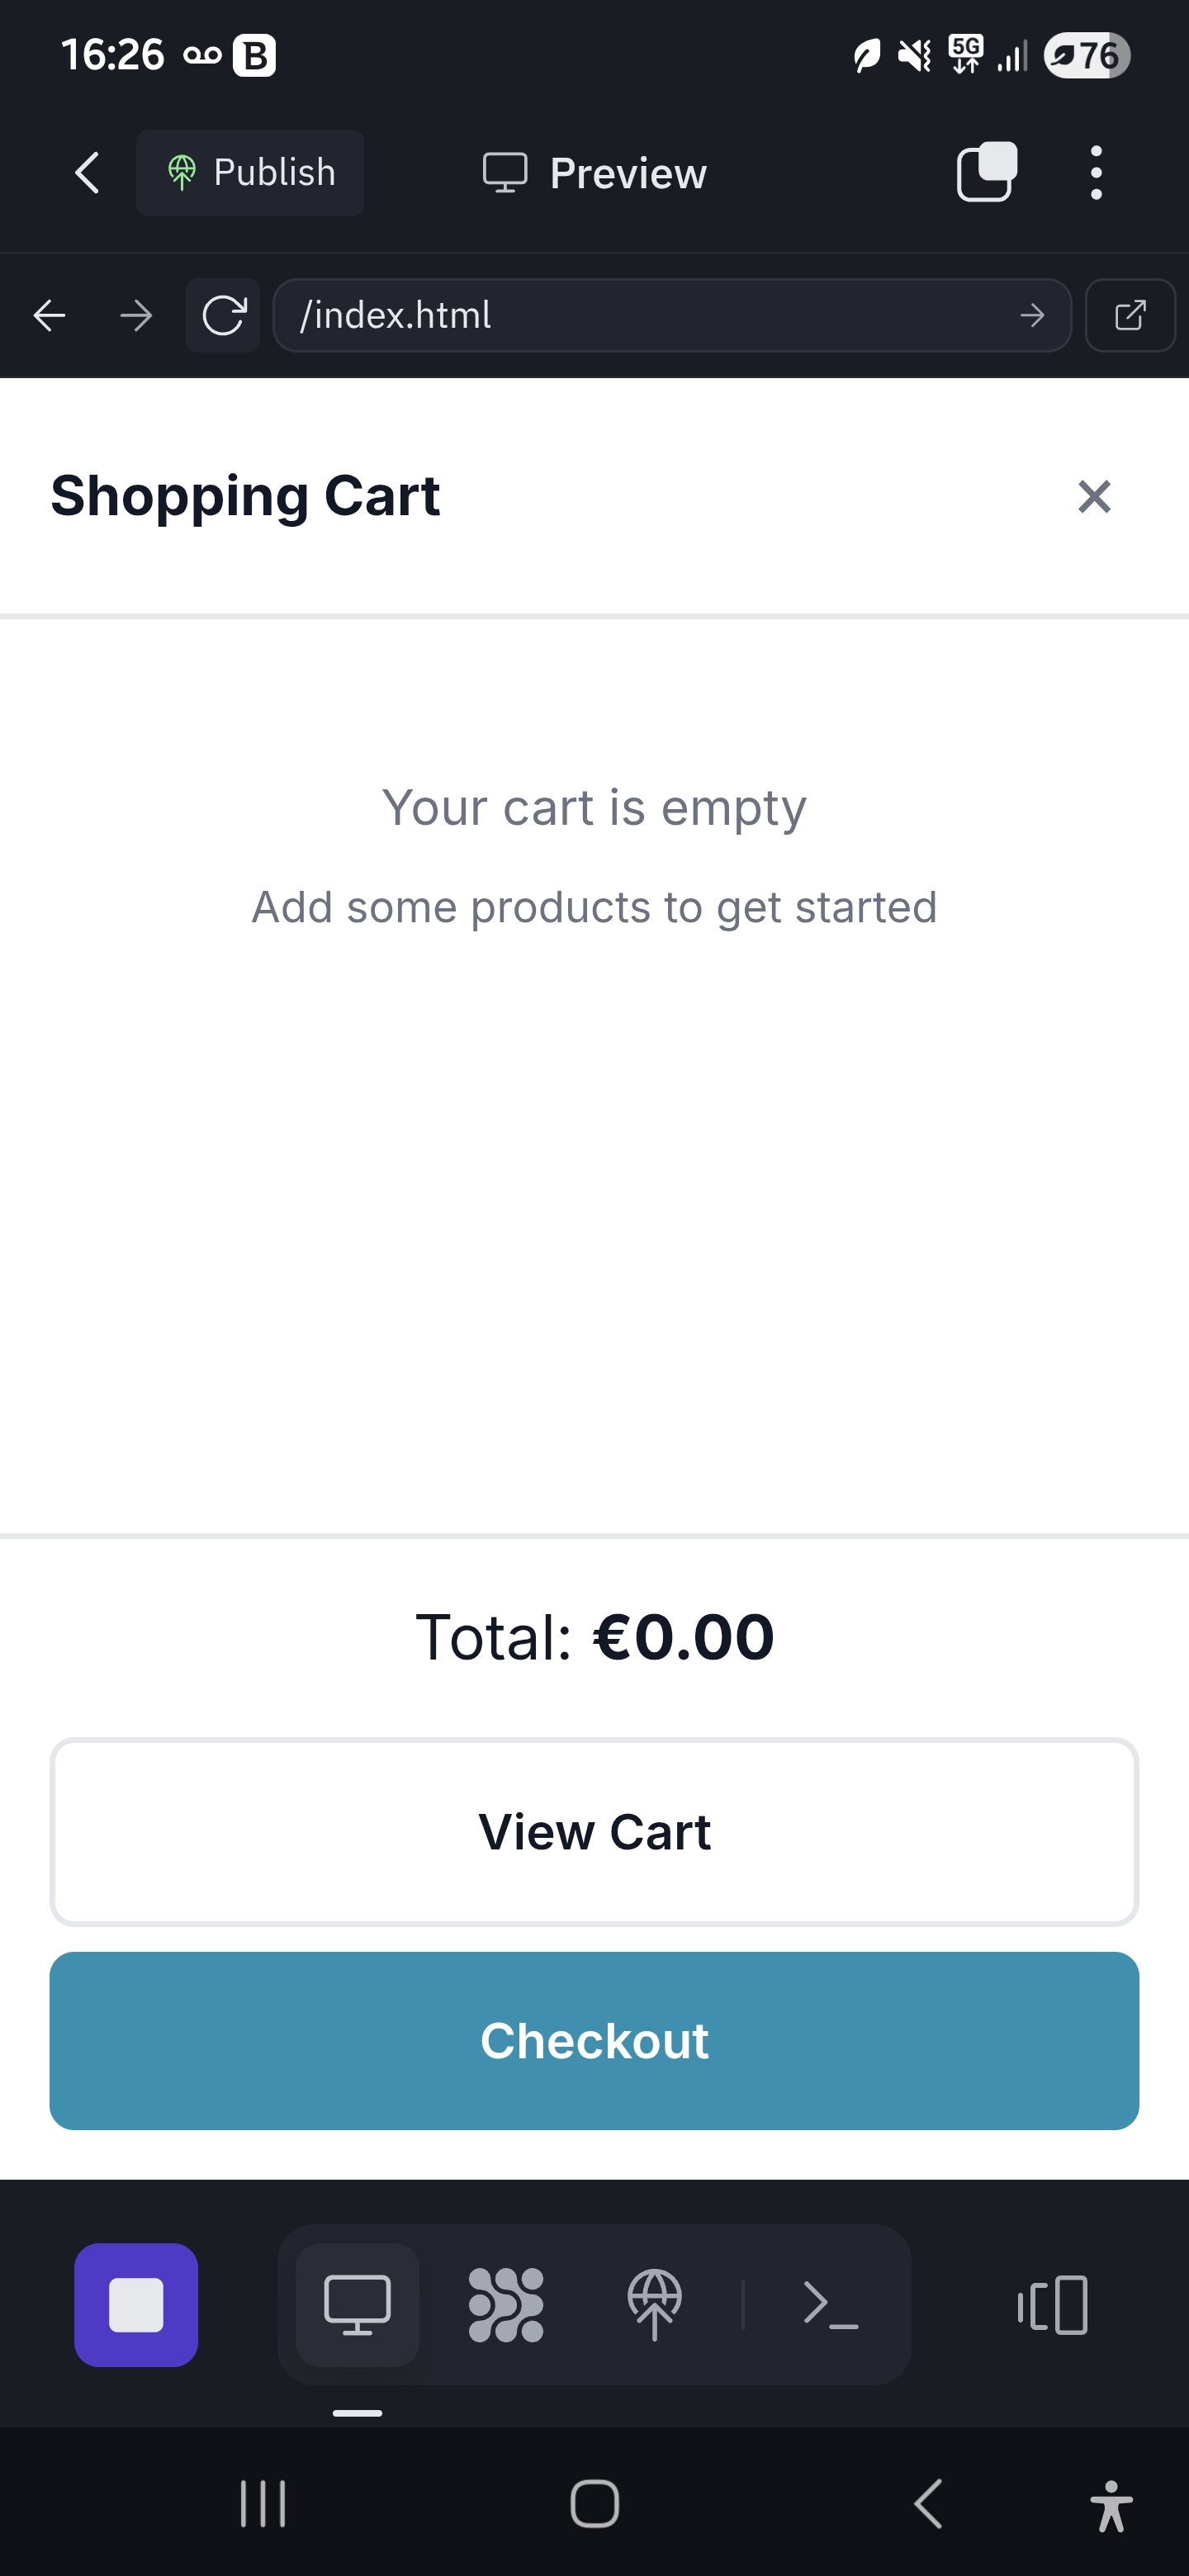 16:26 B 5G 76
Publish Preview
/index.html
Shopping Cart ×
Your cart is empty
Add some products to get started
Total: €0.00
View Cart
Checkout